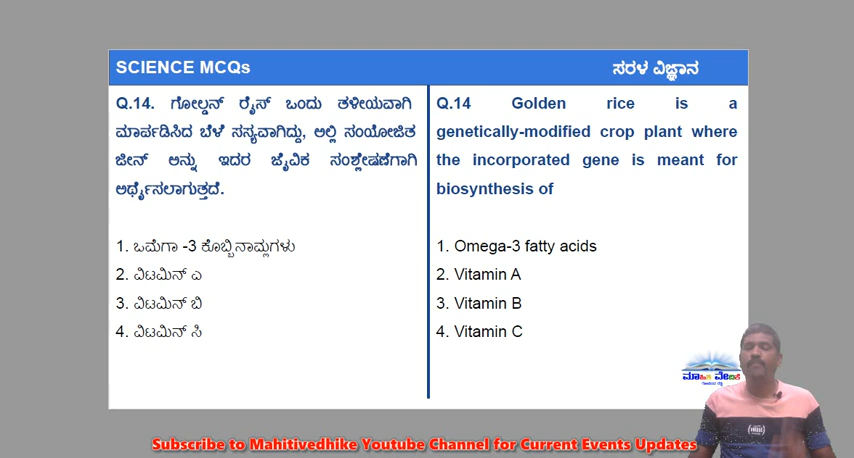 SCIENCE MCQs
ಸರಳ ವಿಜ್ಞಾನ
Q.14. ಗೋಲ್ಡನ್ ರೈಸ್ ಒಂದು ತಳೀಯವಾಗಿ
ಮಾರ್ಪಡಿಸಿದ ಬೆಳೆ ಸಸ್ಯವಾಗಿದ್ದು, ಅಲ್ಲಿ ಸಂಯೋಜಿತ
ಜೀನ್ ಅನ್ನು ಇದರ ಜೈವಿಕ ಸಂಶ್ಲೇಷಣೆಗಾಗಿ
ಅರ್ಥೈಸಲಾಗುತ್ತದೆ.
1. ಒಮೆಗಾ -3 ಕೊಬ್ಬಿನಾಮ್ಲಗಳು
2. ವಿಟಮಿನ್ ಎ
3. ವಿಟಮಿನ್ ಬಿ
4. ವಿಟಮಿನ್ ಸಿ
Q.14 Golden rice is a
genetically-modified crop plant where
the incorporated gene is meant for
biosynthesis of
1. Omega-3 fatty acids
2. Vitamin A
3. Vitamin B
4. Vitamin C
ಮಾಹಿತಿ ವೇದಿಕೆ
Subscribe to Mahitivedhike Youtube Channel for Current Events Updates